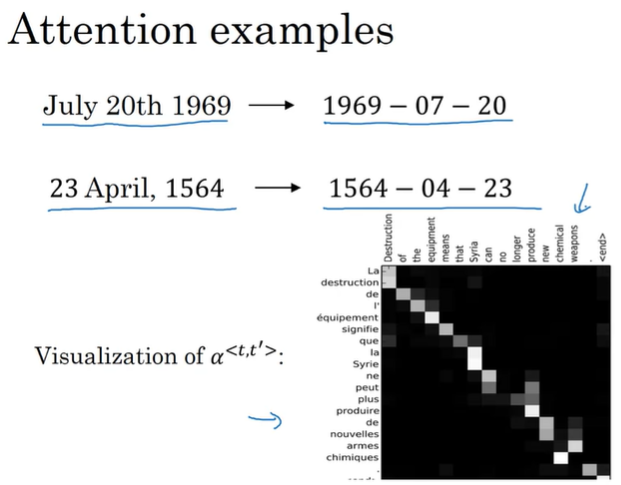 Attention examples
July 20th 1969 → 1969 – 07 – 20
23 April, 1564 → 1564 – 04 – 23
Destruction
of
the
equipment
means
that
Syria
can
no
longer
produce
new
chemical
weapons
.
<end>
La
destruction
de
l'
équipement
signifie
que
la
Syrie
ne
peut
plus
produire
de
nouvelles
armes
chimiques
.
Visualization of α<t,t′>: